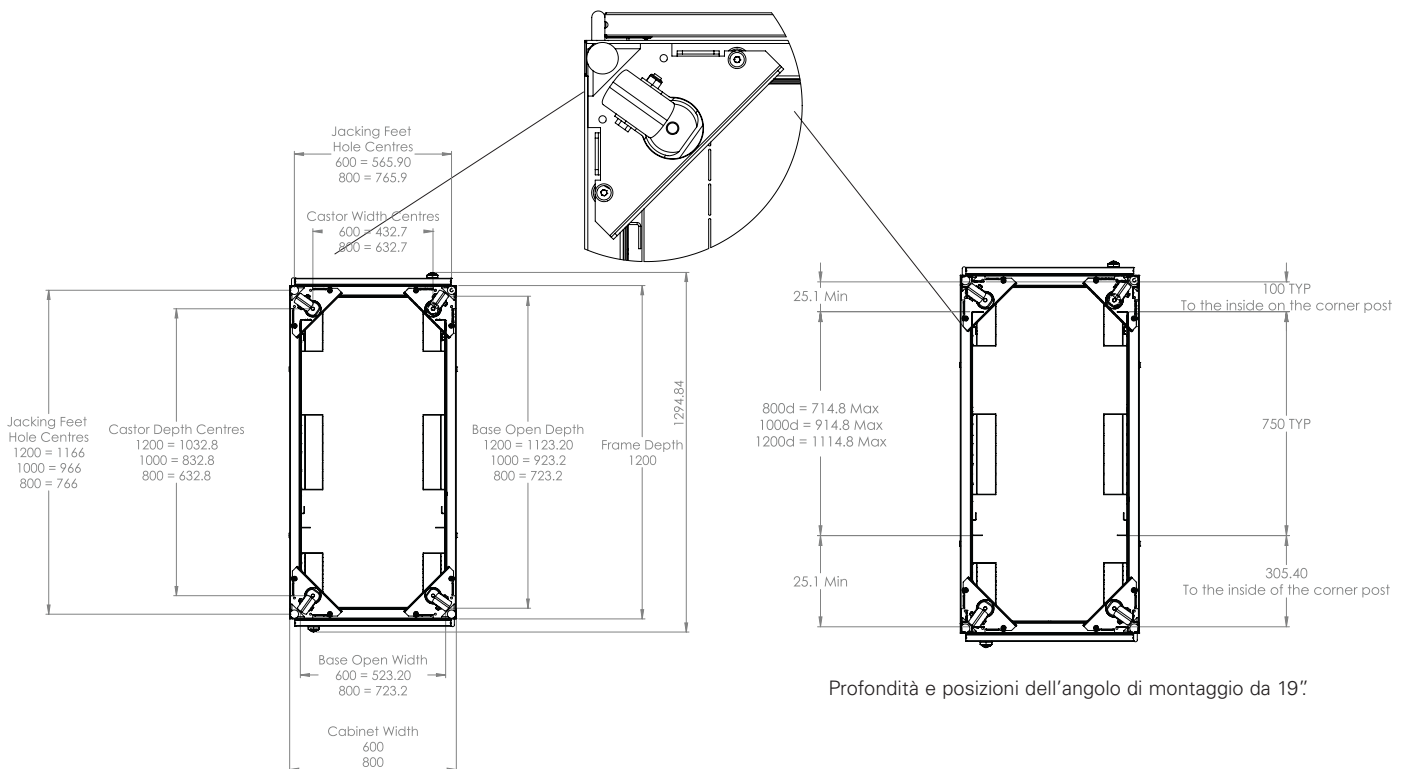 Jacking Feet
Hole Centres
600 = 565.90
800 = 765.9
Castor Width Centres
600 = 432.7
800 = 632.7
Jacking Feet
Hole Centres
1200 = 1166
1000 = 966
800 = 766
Castor Depth Centres
1200 = 1032.8
1000 = 832.8
800 = 632.8
Base Open Depth
1200 = 1123.20
1000 = 923.2
800 = 723.2
Frame Depth
1200
1294.84
Base Open Width
600 = 523.20
800 = 723.2
Cabinet Width
600
800
25.1 Min
800d = 714.8 Max
1000d = 914.8 Max
1200d = 1114.8 Max
25.1 Min
100 TYP
To the inside on the corner post
750 TYP
305.40
To the inside of the corner post
Profondità e posizioni dell’angolo di montaggio da 19”.